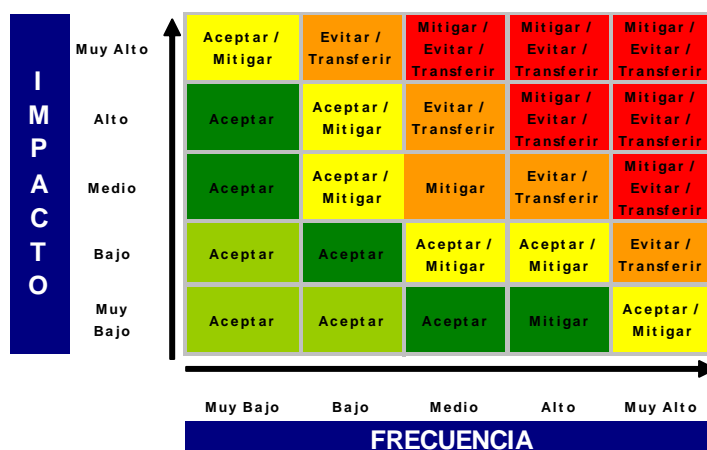 IMPACTO
Muy Alto
Aceptar /
Mitigar
Evitar /
Transferir
Mitigar /
Evitar /
Transferir
Mitigar /
Evitar /
Transferir
Mitigar /
Evitar /
Transferir
Alto
Aceptar
Aceptar /
Mitigar
Evitar /
Transferir
Mitigar /
Evitar /
Transferir
Mitigar /
Evitar /
Transferir
Medio
Aceptar
Aceptar /
Mitigar
Mitigar
Evitar /
Transferir
Mitigar /
Evitar /
Transferir
Bajo
Aceptar
Aceptar
Aceptar /
Mitigar
Aceptar /
Mitigar
Evitar /
Transferir
Muy
Bajo
Aceptar
Aceptar
Aceptar
Mitigar
Aceptar /
Mitigar
Muy Bajo Bajo Medio Alto Muy Alto
FRECUENCIA